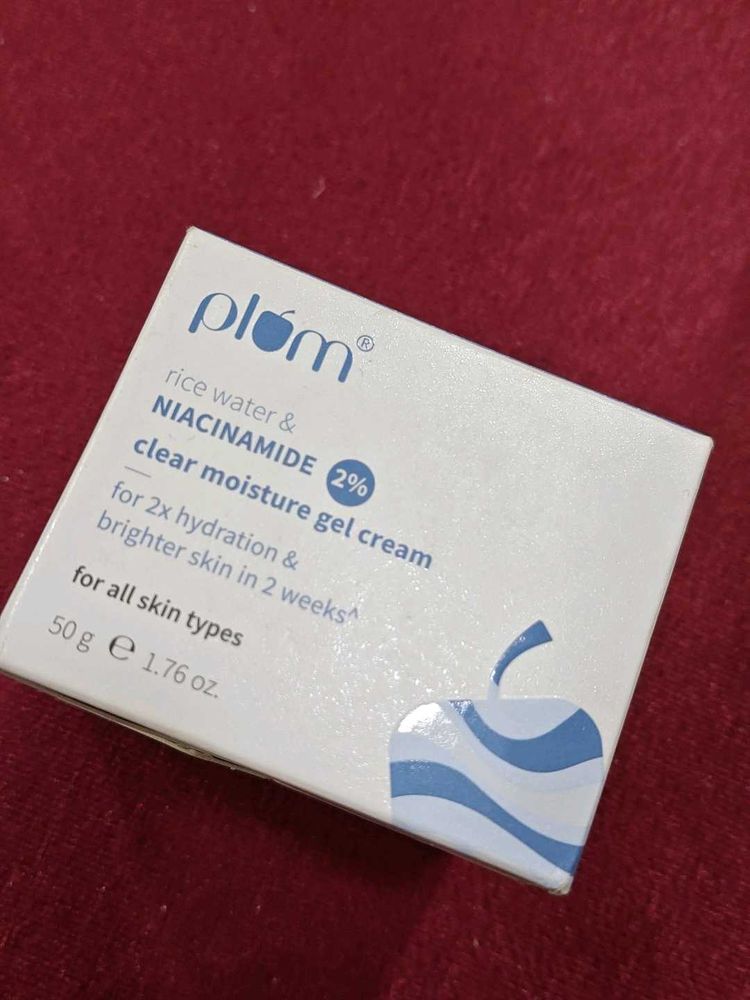 plum®
rice water &
NIACINAMIDE 2%
clear moisture gel cream
for 2x hydration &
brighter skin in 2 weeks^
for all skin types
50 g ℮ 1.76 oz.